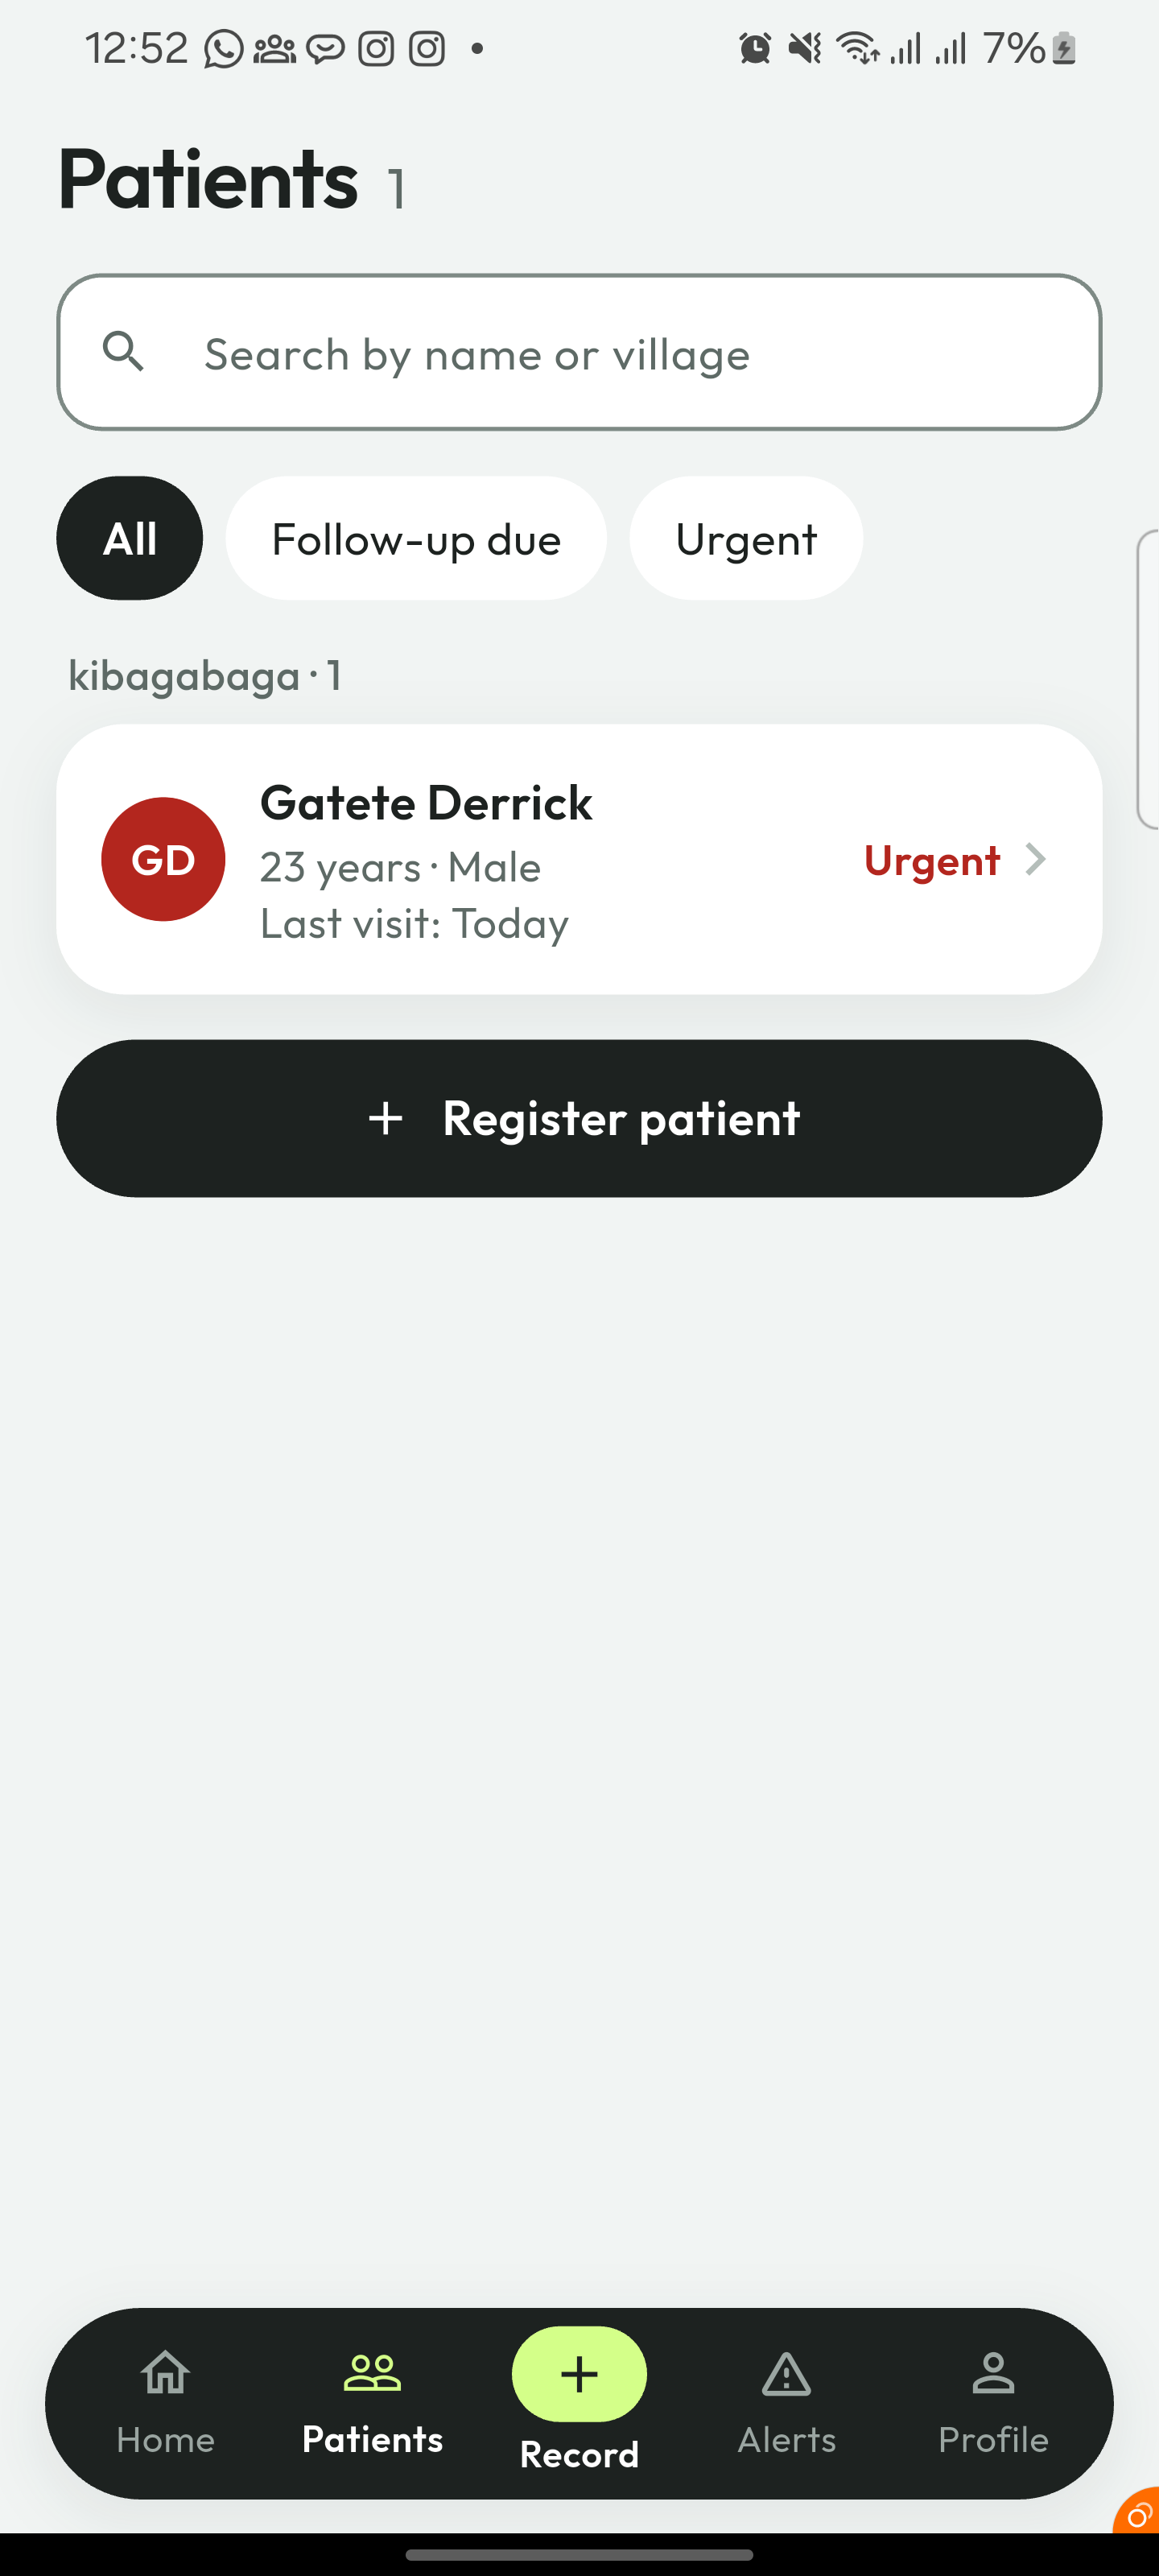 12:52 7%
Patients 1
Search by name or village
All Follow-up due Urgent
kibagabaga · 1
GD
Gatete Derrick
23 years · Male
Last visit: Today
Urgent
+ Register patient
Home Patients Record Alerts Profile